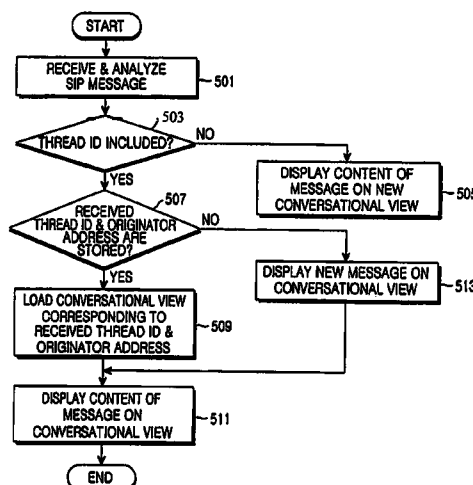 START
RECEIVE & ANALYZE
SIP MESSAGE
501
503
THREAD ID INCLUDED?
NO
YES
DISPLAY CONTENT OF
MESSAGE ON NEW
CONVERSATIONAL VIEW
505
507
RECEIVED
THREAD ID & ORIGINATOR
ADDRESS ARE
STORED?
NO
YES
DISPLAY NEW MESSAGE ON
CONVERSATIONAL VIEW
513
LOAD CONVERSATIONAL VIEW
CORRESPONDING TO
RECEIVED THREAD ID &
ORIGINATOR ADDRESS
509
DISPLAY CONTENT OF
MESSAGE ON
CONVERSATIONAL VIEW
511
END